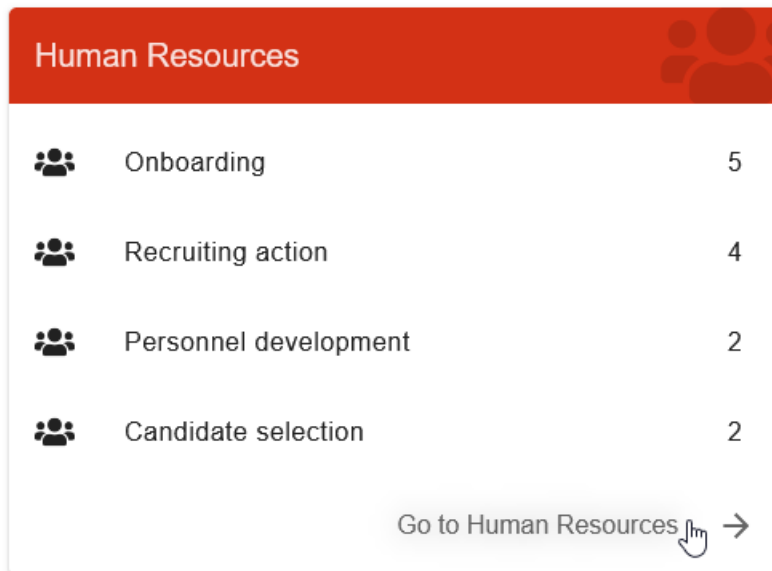 Human Resources
Onboarding 5
Recruiting action 4
Personnel development 2
Candidate selection 2
Go to Human Resources